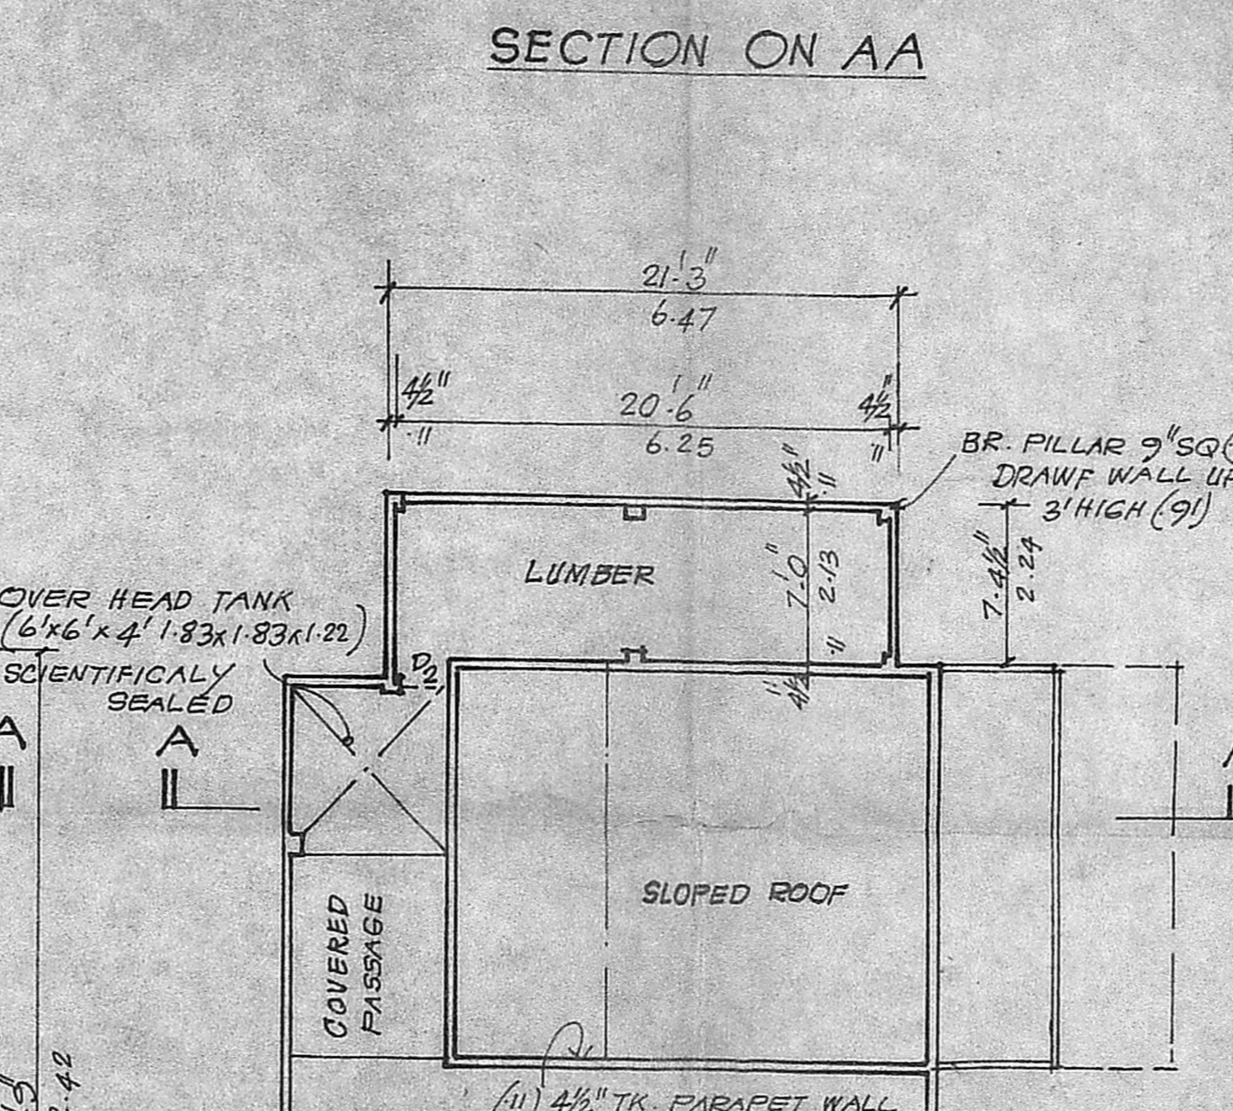 SECTION ON AA
21'-3"
6.47
4½"
20'-6"
4½"
.11
6.25
11
BR. PILLAR 9"SQ
DRAWF WALL
3' HIGH (.91)
4½"
.11
LUMBER
7'-0"
2.13
7'-4½"
2.24
.11
4½"
OVER HEAD TANK
(6'x6'x4' 1.83x1.83x1.22)
SCIENTIFICALY
SEALED
D2
A
A
SLOPED ROOF
COVERED
PASSAGE
.42
(.11) 4½" TK. PARAPET WALL